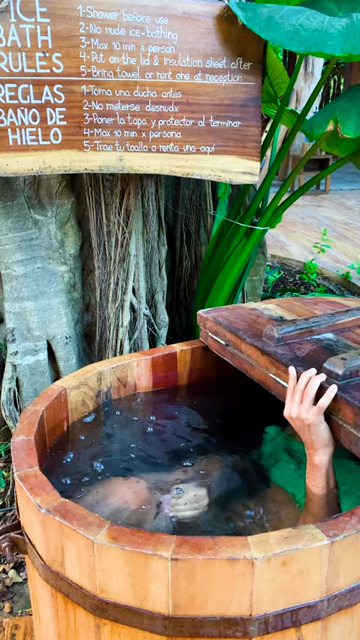 ICE
BATH
RULES
1-Shower before use
2-No nude ice-bathing
3-Max 10 min x person
4-Put on the lid & insulation sheet after
5-Bring towel or rent one at reception
REGLAS
BAÑO DE
HIELO
1-Toma una ducha antes
2-No meterse desnudx
3-Poner la tapa y protector al terminar
4-Max 10 min x persona
5-Trae tu toalla o renta una aquí